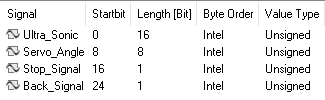 Signal Startbit Length [Bit] Byte Order Value Type
Ultra_Sonic 0 16 Intel Unsigned
Servo_Angle 8 8 Intel Unsigned
Stop_Signal 16 1 Intel Unsigned
Back_Signal 24 1 Intel Unsigned